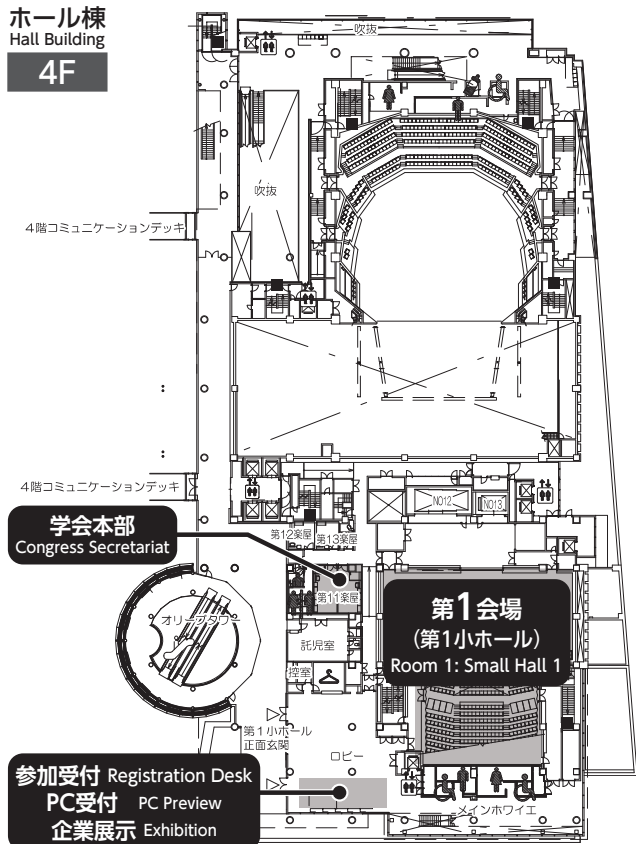 ホール棟
Hall Building
4F
吹抜
吹抜
4階コミュニケーションデッキ
4階コミュニケーションデッキ
NO12
NO13
学会本部
Congress Secretariat
第12楽屋
第13楽屋
第11楽屋
第1会場
(第1小ホール)
Room 1: Small Hall 1
オリーブタワー
託児室
控室
第1小ホール
正面玄関
ロビー
参加受付 Registration Desk
PC受付 PC Preview
企業展示 Exhibition
メインホワイエ